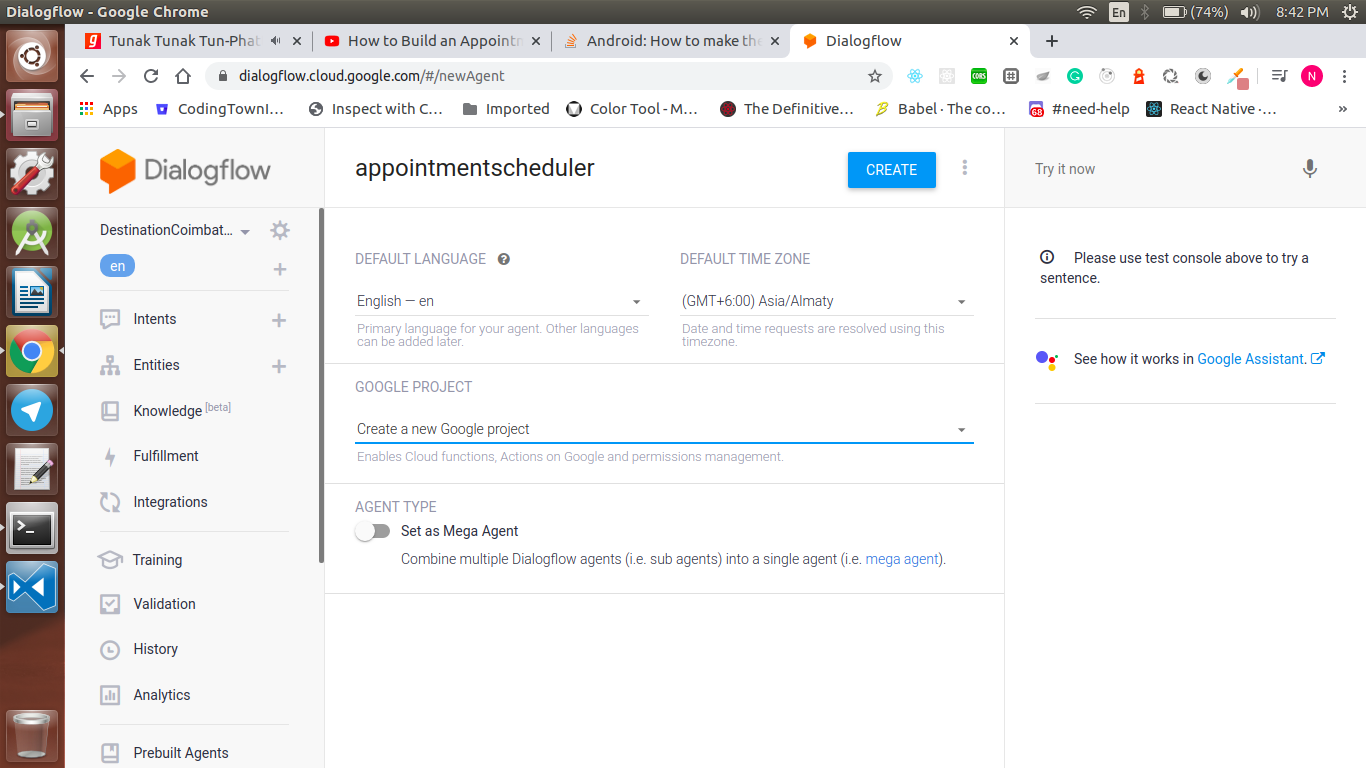 Dialogflow - Google Chrome
En
(74%)
8:42 PM
Tunak Tunak Tun-Phat
How to Build an Appointm
Android: How to make the
Dialogflow
dialogflow.cloud.google.com/#/newAgent
CORS
G
N
Apps
CodingTownI...
Inspect with C...
Imported
Color Tool - M...
The Definitive...
Babel · The co...
68
#need-help
React Native ·...
»
Dialogflow
appointmentscheduler
CREATE
Try it now
DestinationCoimbat...
en
Intents
Entities
Knowledge [beta]
Fulfillment
Integrations
Training
Validation
History
Analytics
Prebuilt Agents
DEFAULT LANGUAGE
DEFAULT TIME ZONE
English — en
(GMT+6:00) Asia/Almaty
Primary language for your agent. Other languages
can be added later.
Date and time requests are resolved using this
timezone.
GOOGLE PROJECT
Create a new Google project
Enables Cloud functions, Actions on Google and permissions management.
AGENT TYPE
Set as Mega Agent
Combine multiple Dialogflow agents (i.e. sub agents) into a single agent (i.e. mega agent).
Please use test console above to try a
sentence.
See how it works in Google Assistant.